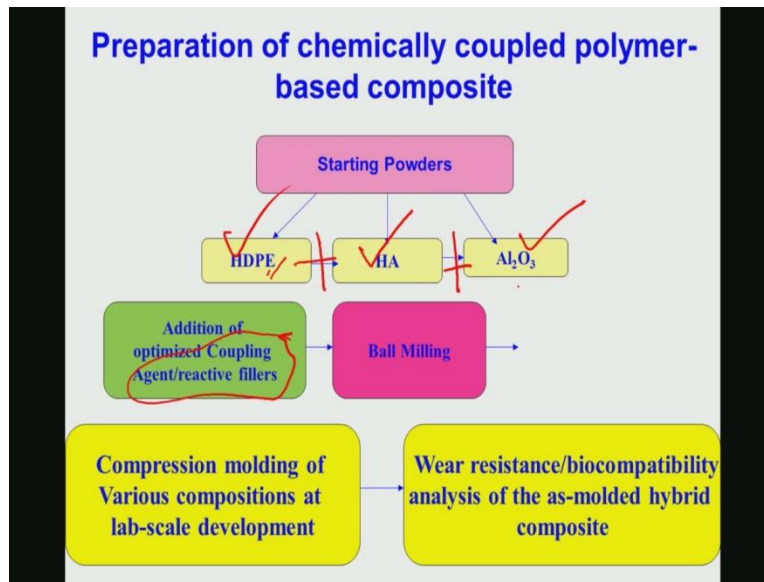 Preparation of chemically coupled polymer-
based composite
Starting Powders
HDPE
HA
Al₂O₃
Addition of
optimized Coupling
Agent/reactive fillers
Ball Milling
Compression molding of
Various compositions at
lab-scale development
Wear resistance/biocompatibility
analysis of the as-molded hybrid
composite